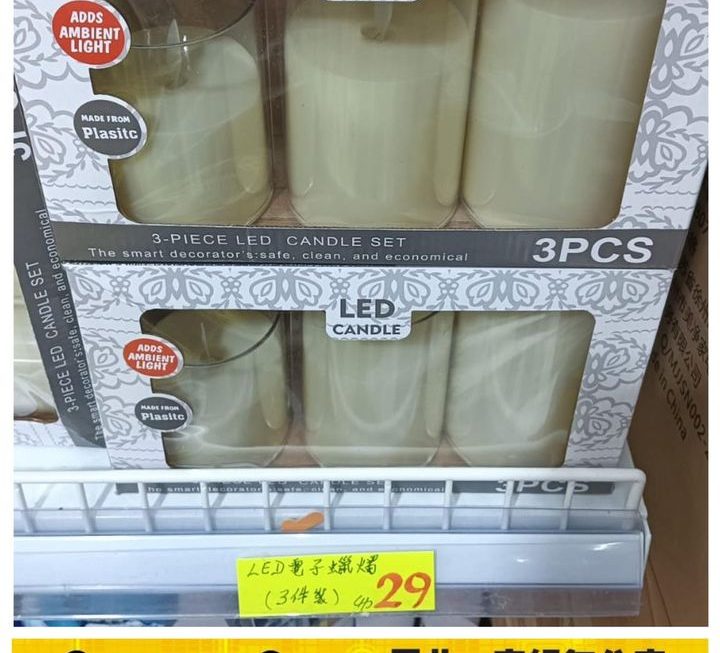 ADDS
AMBIENT
LIGHT
MADE FROM
Plasitc
3-PIECE LED CANDLE SET
The smart decorator's:safe, clean, and economical
3PCS
3-PIECE LED CANDLE SET
The smart decorator's:safe, clean, and economical
LED
CANDLE
ADDS
AMBIENT
LIGHT
MADE FROM
Plasitc
3PCS
LED電子蠟燭
(3件裝) 29